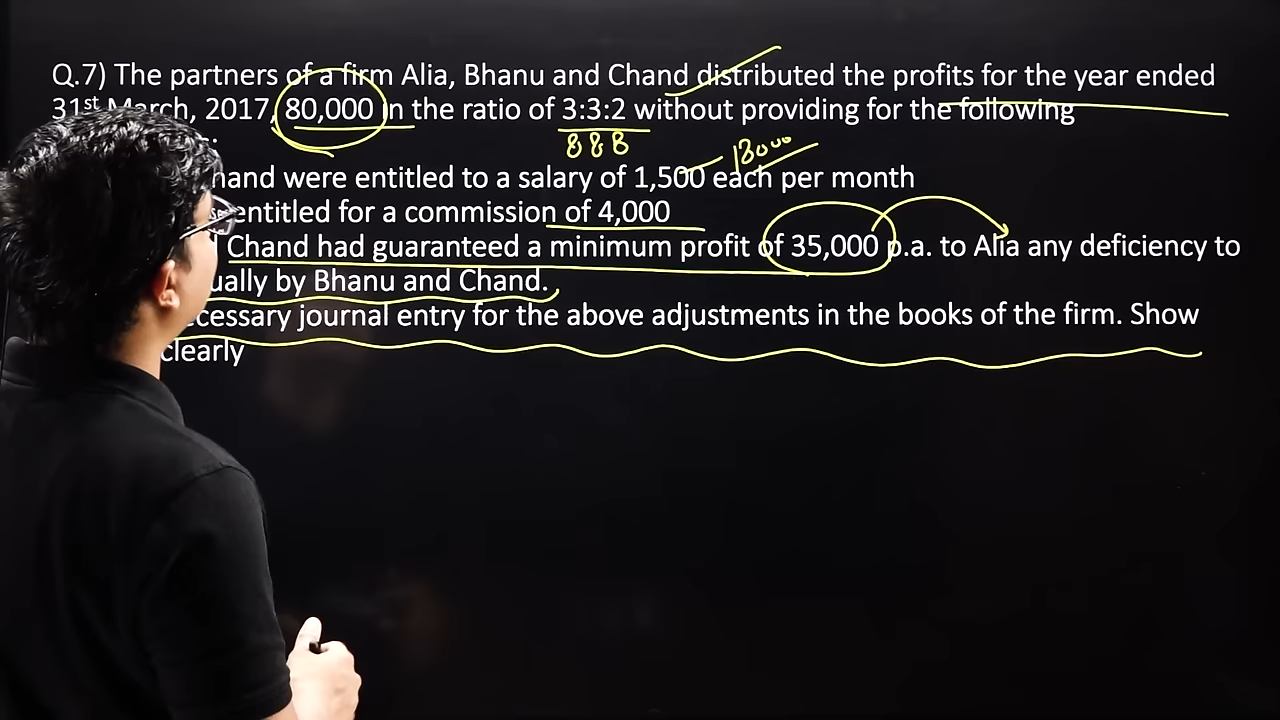 Q.7) The partners of a firm Alia, Bhanu and Chand distributed the profits for the year ended
31st March, 2017, 80,000 in the ratio of 3:3:2 without providing for the following
8 8 8
18000
were entitled to a salary of 1,500 each per month
entitled for a commission of 4,000
Chand had guaranteed a minimum profit of 35,000 p.a. to Alia any deficiency to
by Bhanu and Chand.
journal entry for the above adjustments in the books of the firm. Show
clearly